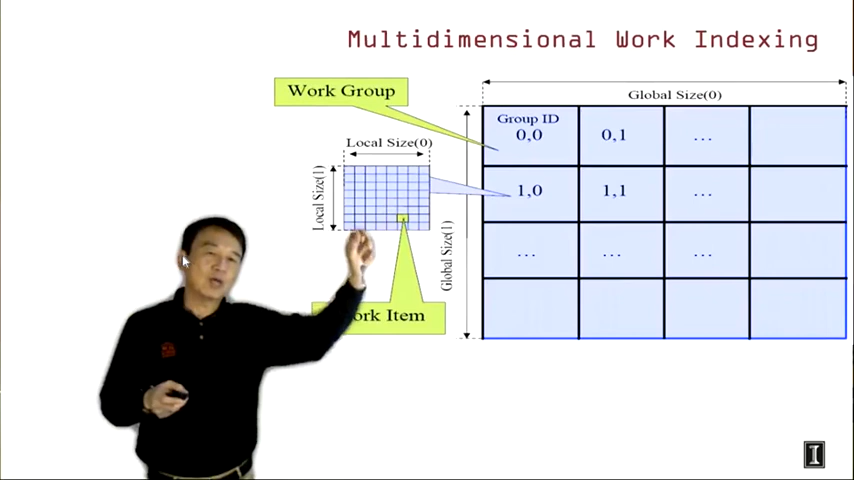 Multidimensional Work Indexing
Work Group
Global Size(0)
Group ID
0,0
0,1
...
Local Size(0)
Local Size(1)
1,0
1,1
...
Global Size(1)
...
...
Item
I